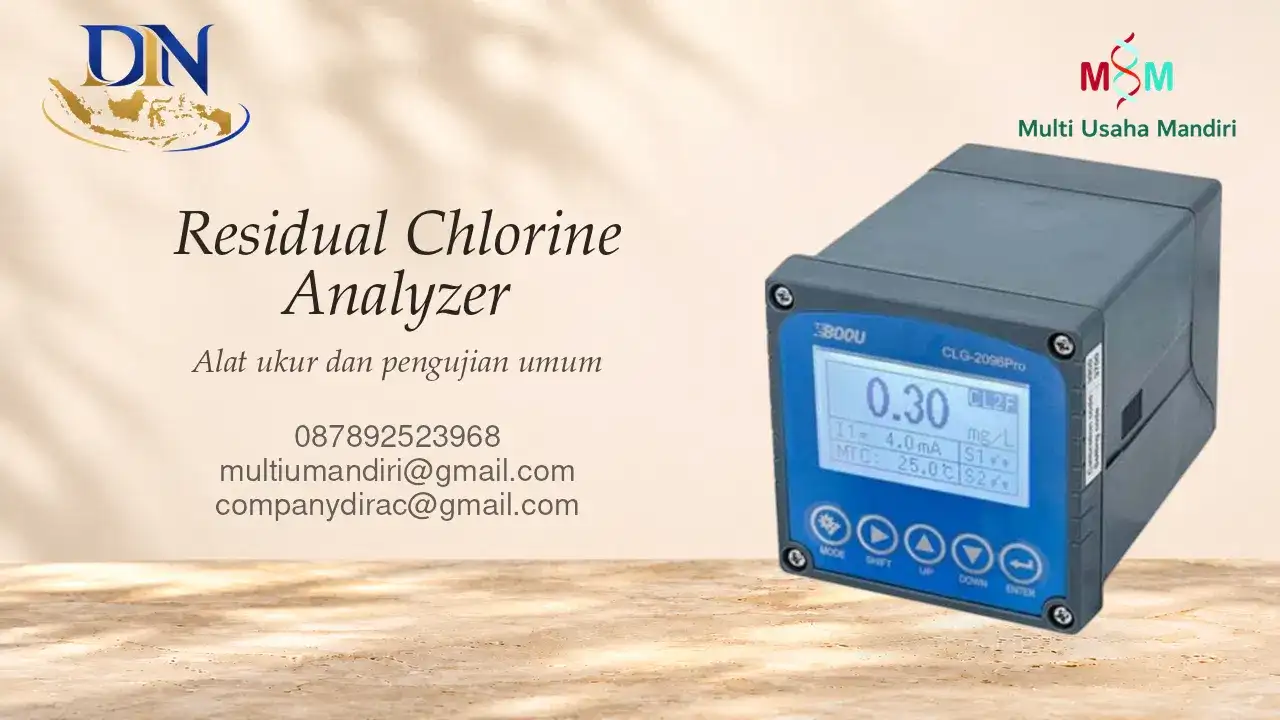 DIN
M M
Multi Usaha Mandiri
Residual Chlorine
Analyzer
Alat ukur dan pengujian umum
087892523968
multiumandiri@gmail.com
companydirac@gmail.com
BOQU
CLG-2096Pro
0.30 CL2F
mg/L
I1= 4.0mA S1
MTC: 25.0℃ S2
MODE SHIFT UP DOWN ENTER